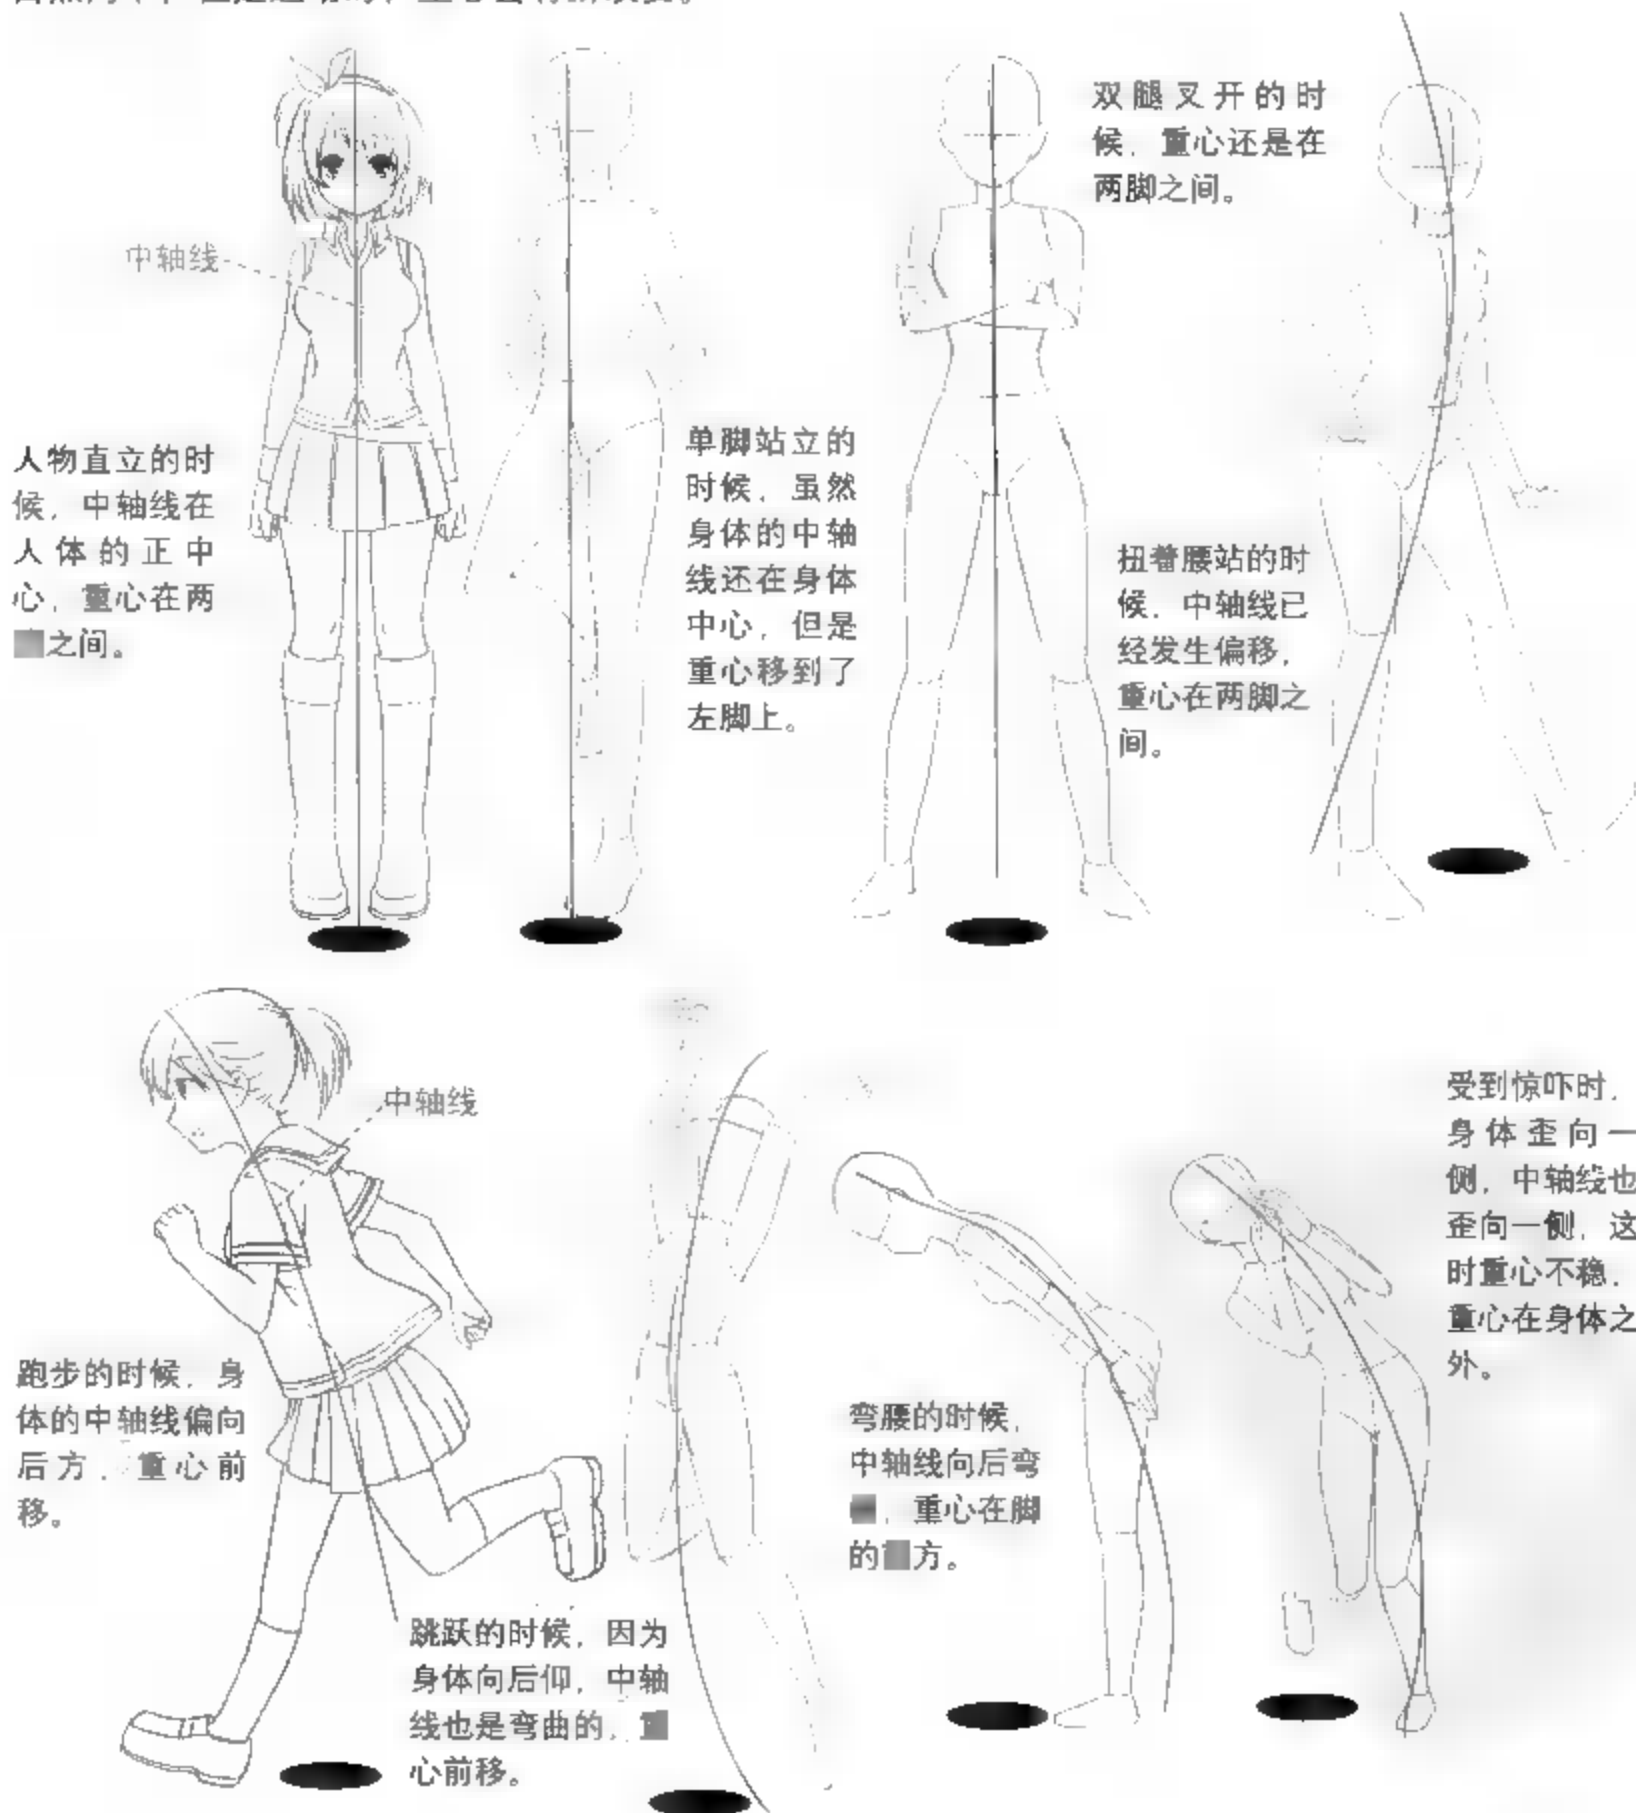 中轴线
人物直立的时
候，中轴线在
人体的正中
心，重心在两
之间。
单脚站立的
时候，虽然
身体的中轴
线还在身体
中心，但是
重心移到了
左脚上。
双腿叉开的时
候，重心还是在
两脚之间。
扭着腰站的时
候，中轴线已
经发生偏移，
重心在两脚之
间。
中轴线
跑步的时候，身
体的中轴线偏向
后方，重心前
移。
跳跃的时候，因为
身体向后仰，中轴
线也是弯曲的，重
心前移。
弯腰的时候，
中轴线向后弯
，重心在脚
的方。
受到惊吓时，
身体歪向一
侧，中轴线也
歪向一侧，这
时重心不稳，
重心在身体之
外。